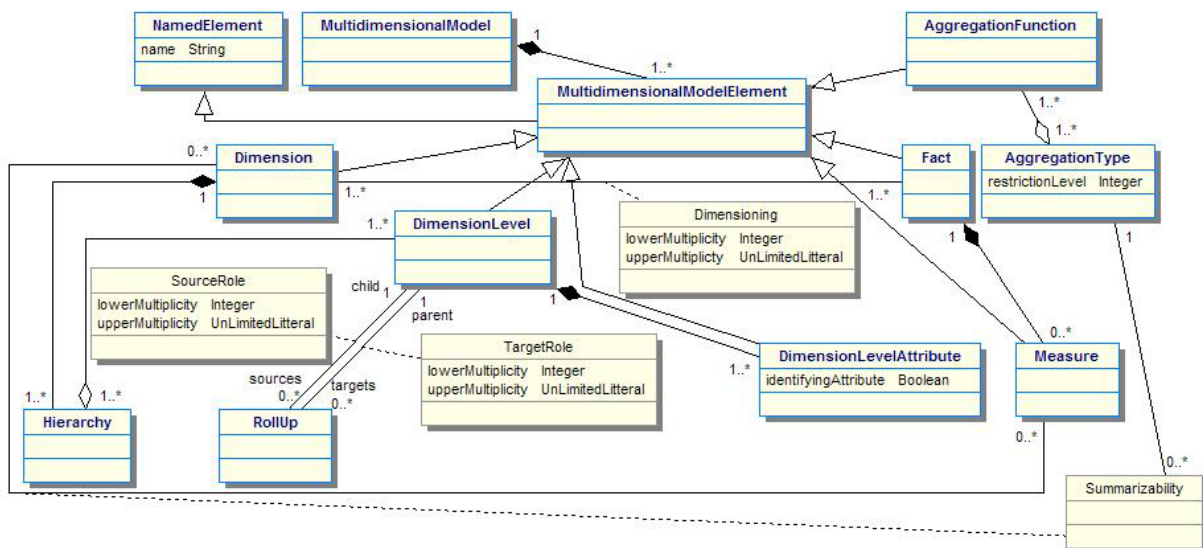 NamedElement
name String
MultidimensionalModel
1
1..*
AggregationFunction
MultidimensionalModelElement
1..*
1..*
0..*
Dimension
1
1..*
Fact
1..*
1
AggregationType
restrictionLevel Integer
1
1..*
DimensionLevel
Dimensioning
lowerMultiplicity Integer
upperMultiplicty UnLimitedLitteral
SourceRole
lowerMultiplicity Integer
upperMultiplicity UnLimitedLitteral
child
1
1
parent
1
TargetRole
lowerMultiplicity Integer
upperMultiplicity UnLimitedLitteral
0..*
DimensionLevelAttribute
identifyingAttribute Boolean
1..*
Measure
sources
0..*
targets
0..*
1..*
1..*
Hierarchy
RollUp
0..*
0..*
Summarizability